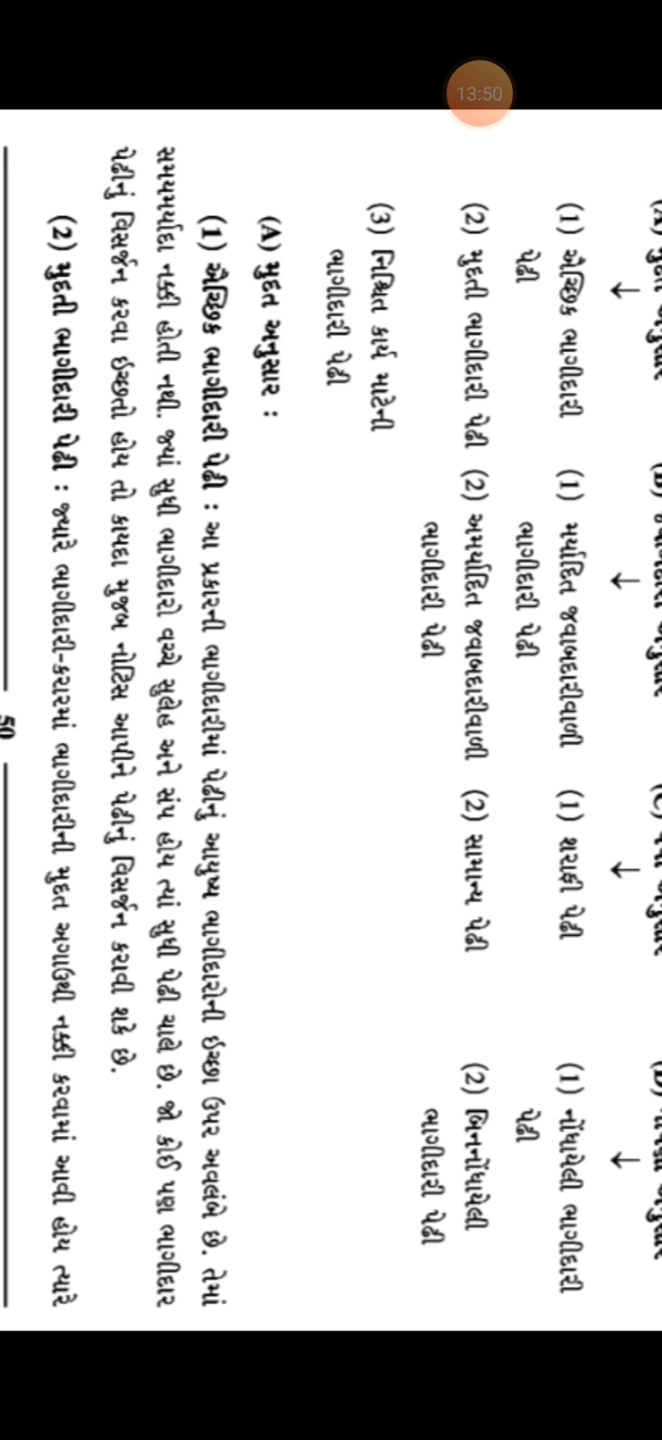 13:50
(1) ઐચ્છિક ભાગીદારી (1) મર્યાદિત જવાબદારીવાળી (1) શરાફી પેઢી (1) નોંધાયેલી ભાગીદારી
પેઢી ભાગીદારી પેઢી પેઢી
(2) મુદતી ભાગીદારી પેઢી (2) અમર્યાદિત જવાબદારીવાળી (2) સામાન્ય પેઢી (2) બિનનોંધાયેલી
ભાગીદારી પેઢી ભાગીદારી પેઢી
(3) નિશ્ચિત કાર્ય માટેની
ભાગીદારી પેઢી
(A) મુદત અનુસાર :
(1) ઐચ્છિક ભાગીદારી પેઢી : આ પ્રકારની ભાગીદારીમાં પેઢીનું આયુષ્ય ભાગીદારોની ઈચ્છા ઉપર અવલંબે છે. તેમાં
સમયમર્યાદા નક્કી હોતી નથી. જ્યાં સુધી ભાગીદારો વચ્ચે સુમેળ અને સંપ હોય ત્યાં સુધી પેઢી ચાલે છે. જો કોઈ પણ ભાગીદાર
પેઢીનું વિસર્જન કરવા ઈચ્છતો હોય તો કાયદા મુજબ નોટિસ આપીને પેઢીનું વિસર્જન કરાવી શકે છે.
(2) મુદતી ભાગીદારી પેઢી : જ્યારે ભાગીદારી-કરારમાં ભાગીદારીની મુદત અગાઉથી નક્કી કરવામાં આવી હોય ત્યારે
50